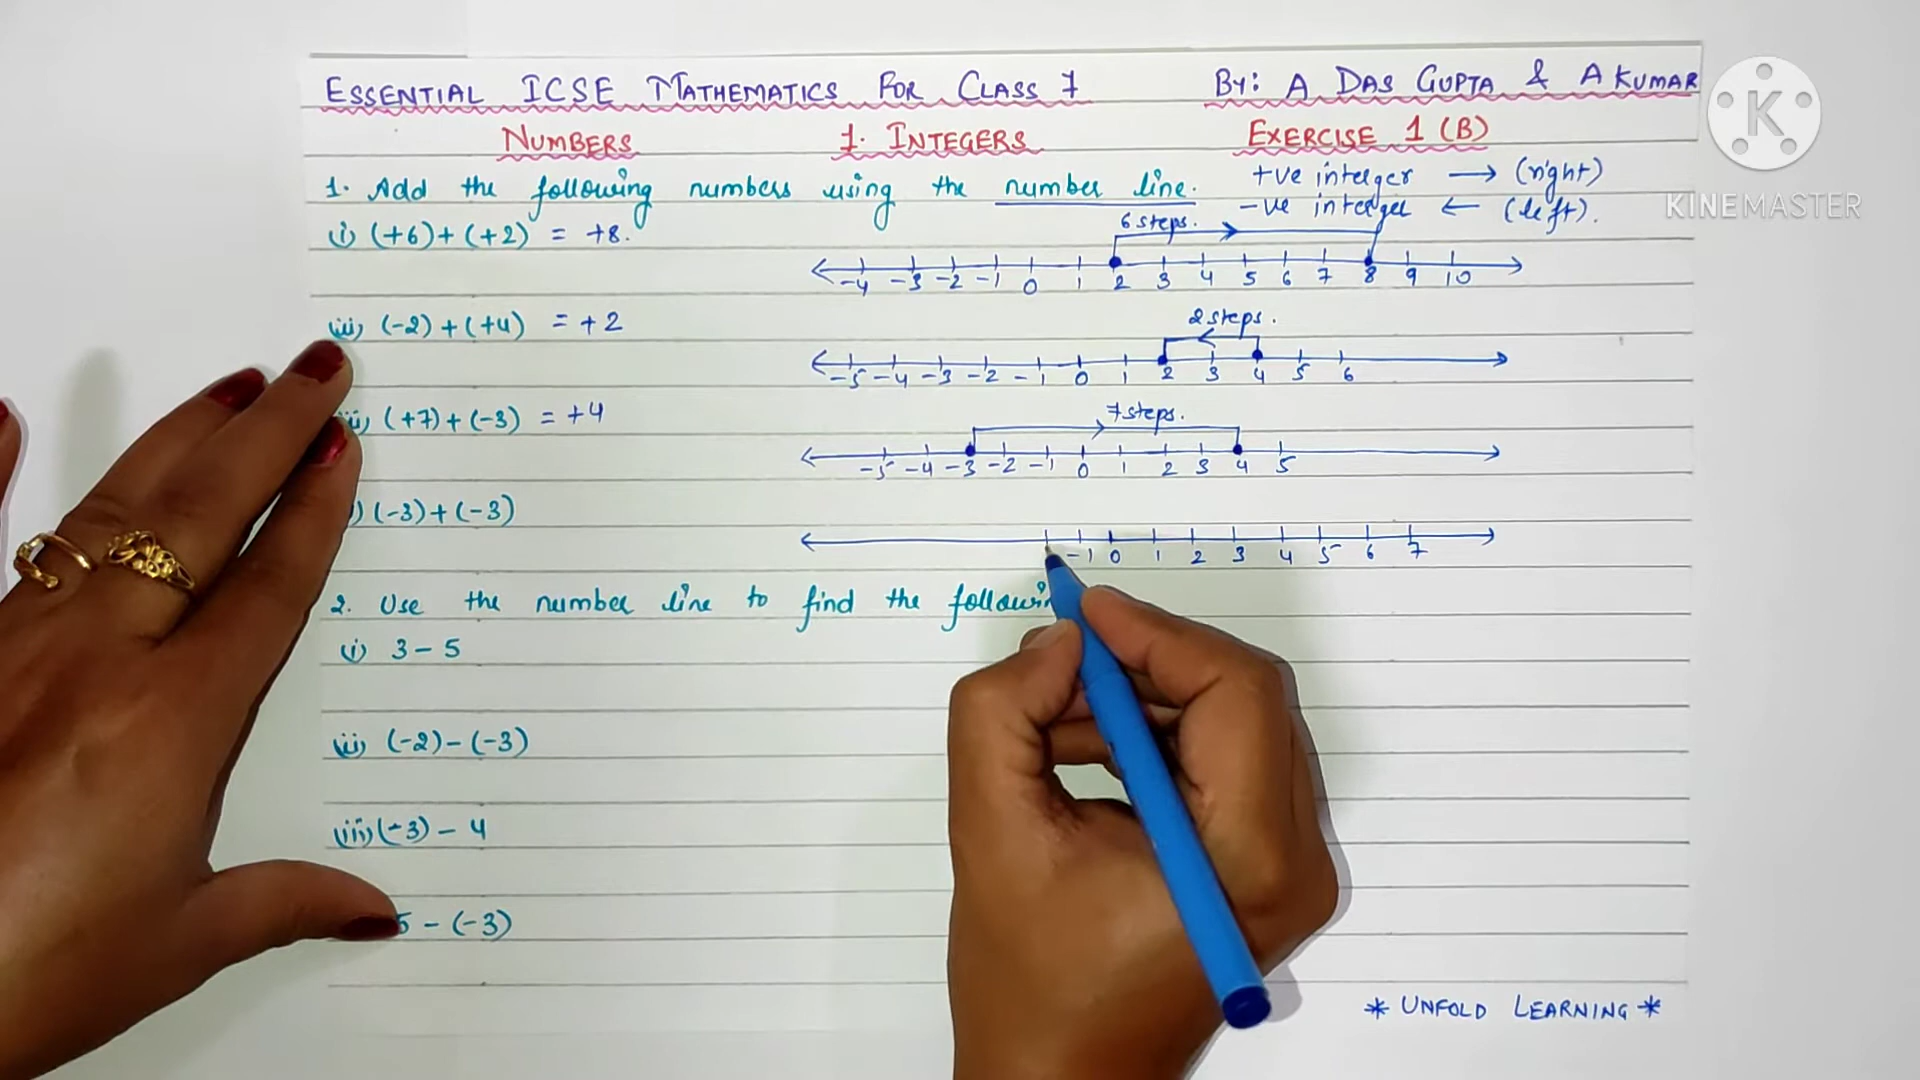 ESSENTIAL ICSE MATHEMATICS FOR CLASS 7 BY: A DAS GUPTA & A KUMAR
NUMBERS 1. INTEGERS EXERCISE 1 (B)
1. Add the following numbers using the number line. +ve interger → (right)
-ve interger ← (left).
(i) (+6)+(+2) = +8. 6 steps.
-4 -3 -2 -1 0 1 2 3 4 5 6 7 8 9 10
(ii) (-2)+(+4) = +2 2 steps.
-5 -4 -3 -2 -1 0 1 2 3 4 5 6
(+7)+(-3) = +4 7 steps.
-5 -4 -3 -2 -1 0 1 2 3 4 5
) (-3)+(-3)
-1 0 1 2 3 4 5 6 7
2. Use the number line to find the
(i) 3-5
(ii) (-2)-(-3)
(iii) (-3)-4
5-(-3)
* UNFOLD LEARNING *
K
KINEMASTER